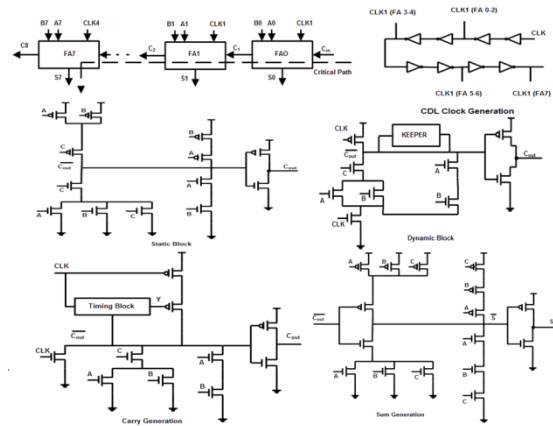 B7 A7 CLK4 B1 A1 CLK1 B0 A0 CLK1
C8 FA7 C2 FA1 C1 FAO Cin
S7 S1 S0 Critical Path
CLK1 (FA 3-4) CLK1 (FA 0-2)
CLK
CLK1 (FA 5-6) CLK1 (FA7)
CDL Clock Generation
A B
C
Cout
C
A B C
B
A
A
B
Cout
Static Block
CLK
KEEPER
Cout
C
A
A B
B
CLK
Cout
Dynamic Block
CLK
Timing Block Y
Cout
CLK
C
A B
A
B
Cout
Carry Generation
A B C
C
B
A
Cout
S
A
A B C
B
C
S
Sum Generation